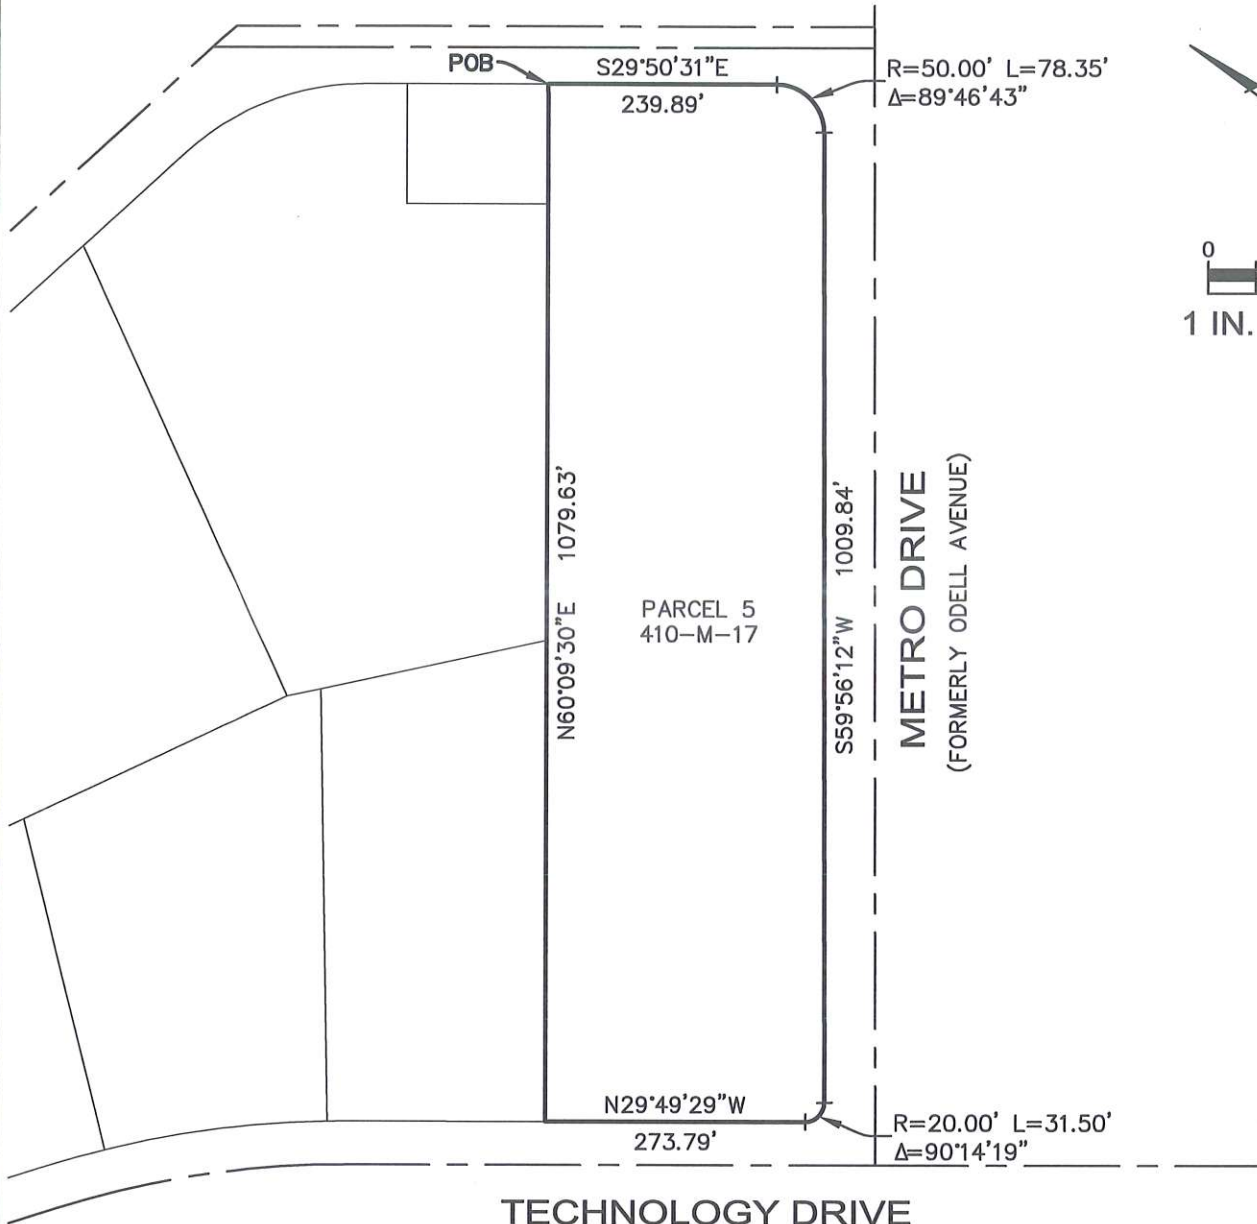 POB
S29°50'31"E
239.89'
R=50.00' L=78.35'
Δ=89°46'43"
0
1 IN.
N60°09'30"E 1079.63'
PARCEL 5
410-M-17
S59°56'12"W 1009.84'
METRO DRIVE
(FORMERLY ODELL AVENUE)
N29°49'29"W
273.79'
R=20.00' L=31.50'
Δ=90°14'19"
TECHNOLOGY DRIVE